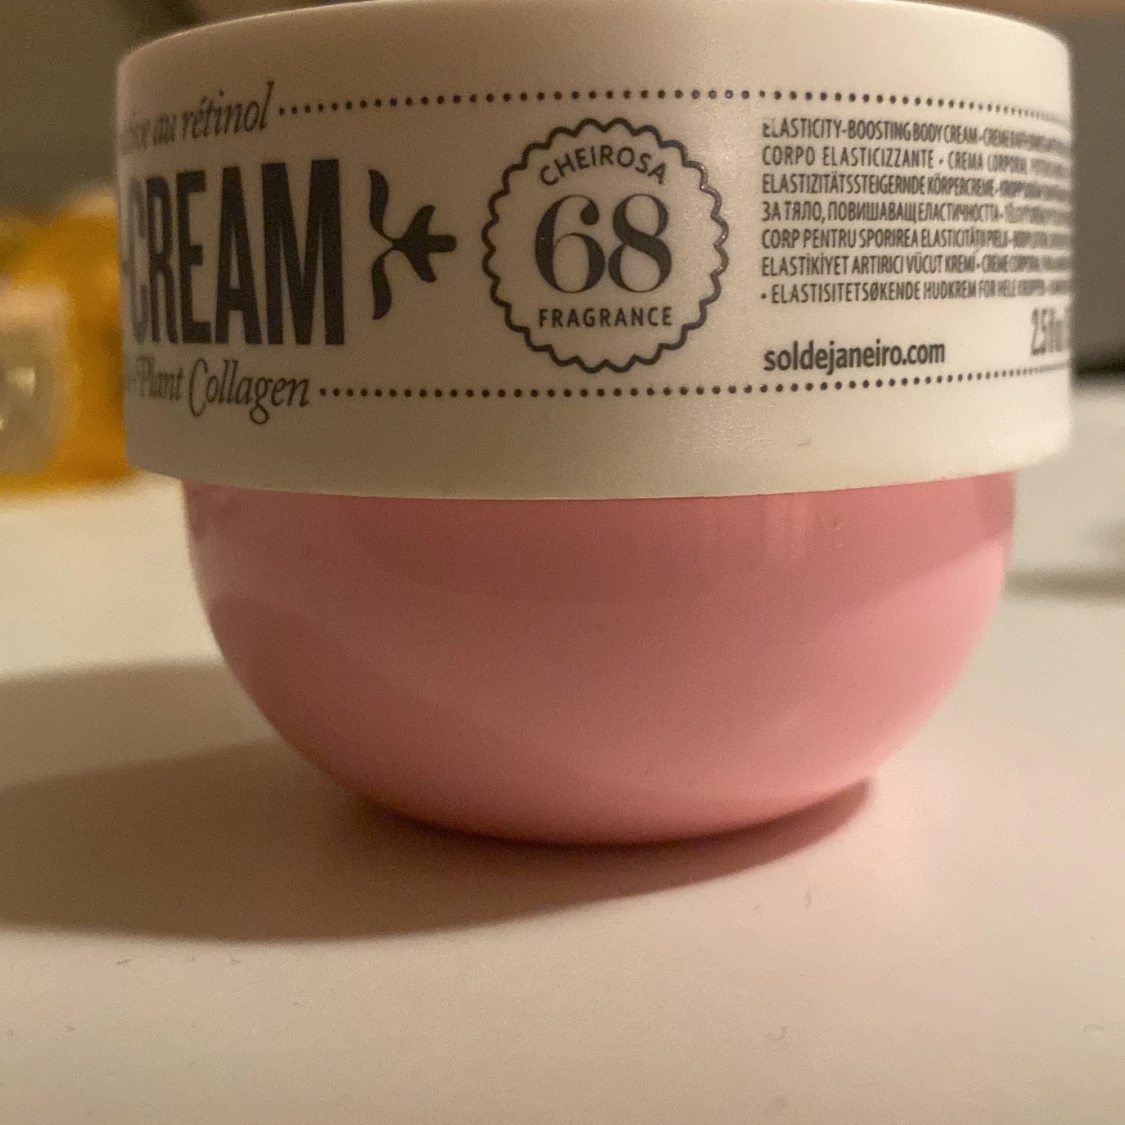 au rétinol
CREAM
Plant Collagen
CHEIROSA
68
FRAGRANCE
ELASTICITY-BOOSTING BODY CREAM •
CORPO ELASTICIZZANTE • CREMA CORPORAL
ELASTIZITÄTSSTEIGERNDE KÖRPERCREME •
ЗА ТЯЛО, ПОВИШАВАЩ ЕЛАСТИЧНОСТТА •
CORP PENTRU SPORIREA ELASTICITĂȚII PIELII •
ELASTİKİYET ARTIRICI VÜCUT KREMİ •
• ELASTISITETSØKENDE HUDKREM FOR HELE KROPPEN •
soldejaneiro.com